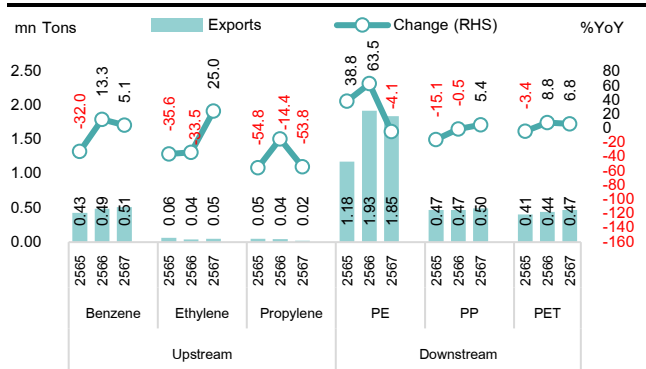 mn Tons Exports Change (RHS) %YoY
2.50 2.00 1.50 1.00 0.50 0.00
80 60 40 20 0 -20 -40 -60 -80 -100 -120 -140 -160
-32.0 13.3 5.1 -35.6 -33.5 25.0 -54.8 -14.4 -53.8 38.8 63.5 -4.1 -15.1 -0.5 5.4 -3.4 8.8 6.8
0.43 0.49 0.51 0.06 0.04 0.05 0.05 0.04 0.02 1.18 1.93 1.85 0.47 0.47 0.50 0.41 0.44 0.47
2565 2566 2567 2565 2566 2567 2565 2566 2567 2565 2566 2567 2565 2566 2567 2565 2566 2567
Benzene Ethylene Propylene PE PP PET
Upstream Downstream